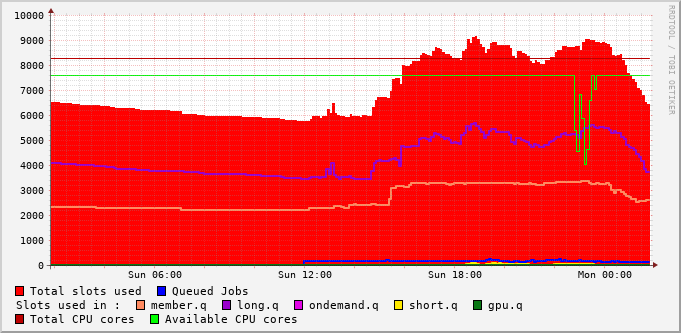 10000
9000
8000
7000
6000
5000
4000
3000
2000
1000
0
Sun 06:00 Sun 12:00 Sun 18:00 Mon 00:00
RRDTOOL / TOBI OETIKER
Total slots used Queued Jobs
Slots used in : member.q long.q ondemand.q short.q gpu.q
Total CPU cores Available CPU cores